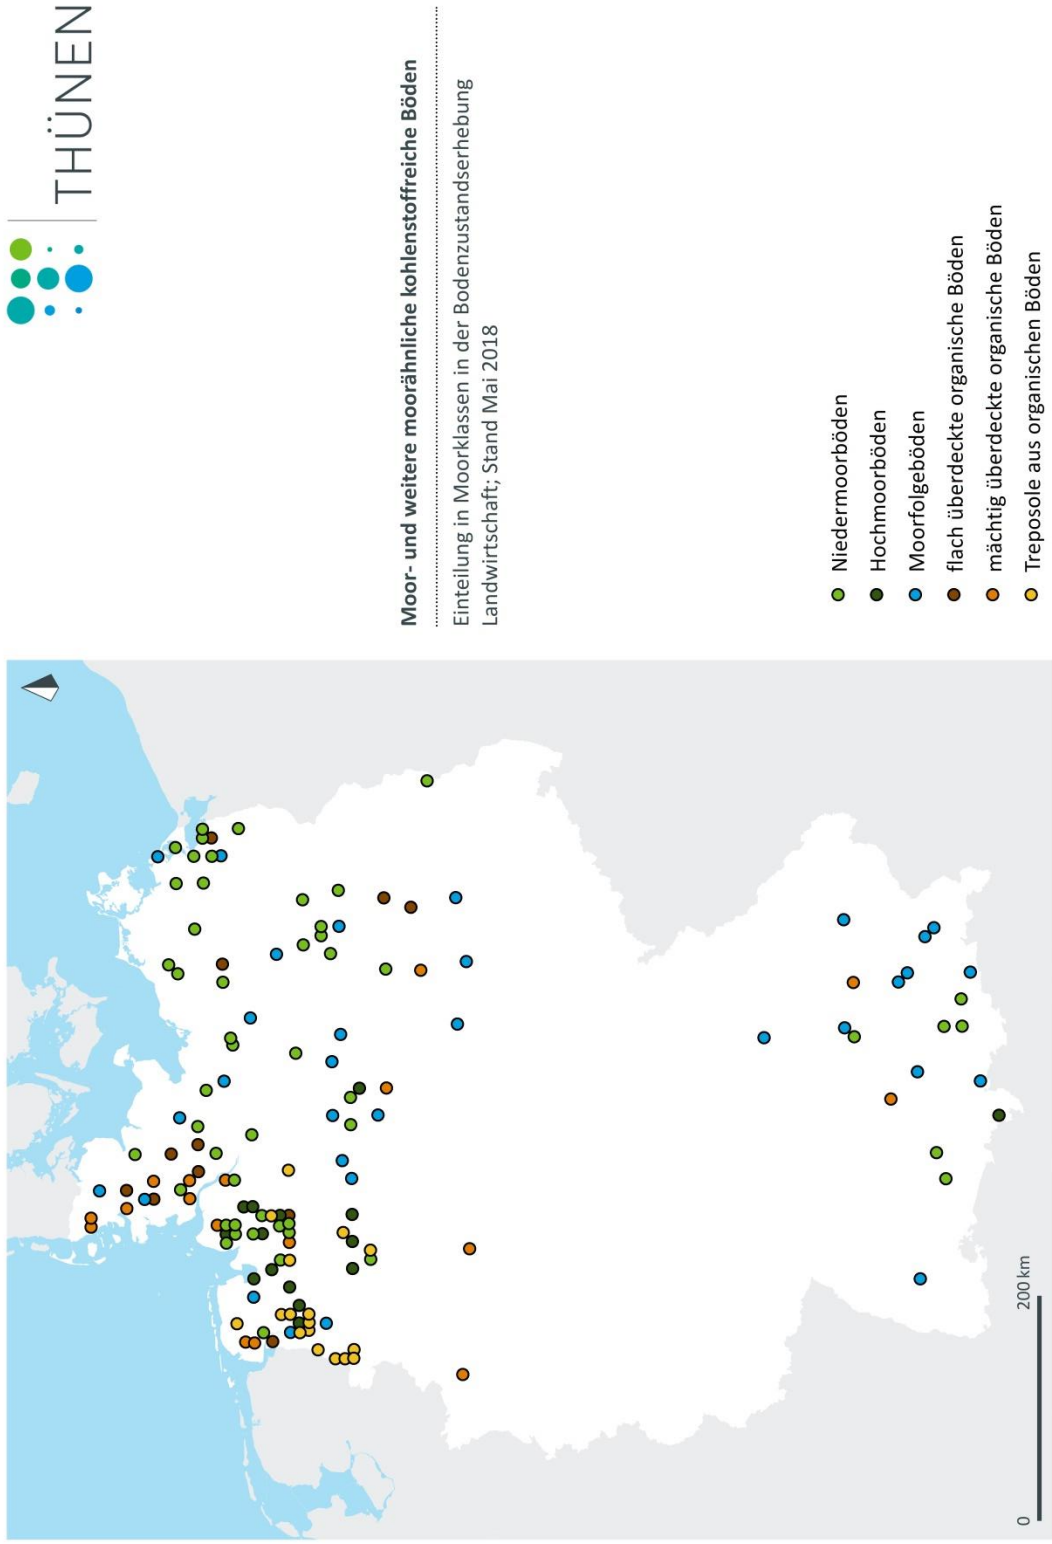 THÜNEN
Moor- und weitere moorähnliche kohlenstoffreiche Böden
Einteilung in Moorklassen in der Bodenzustandserhebung
Landwirtschaft; Stand Mai 2018
Niedermoorböden
Hochmoorböden
Moorfolgeböden
flach überdeckte organische Böden
mächtig überdeckte organische Böden
Treposole aus organischen Böden
0
200 km